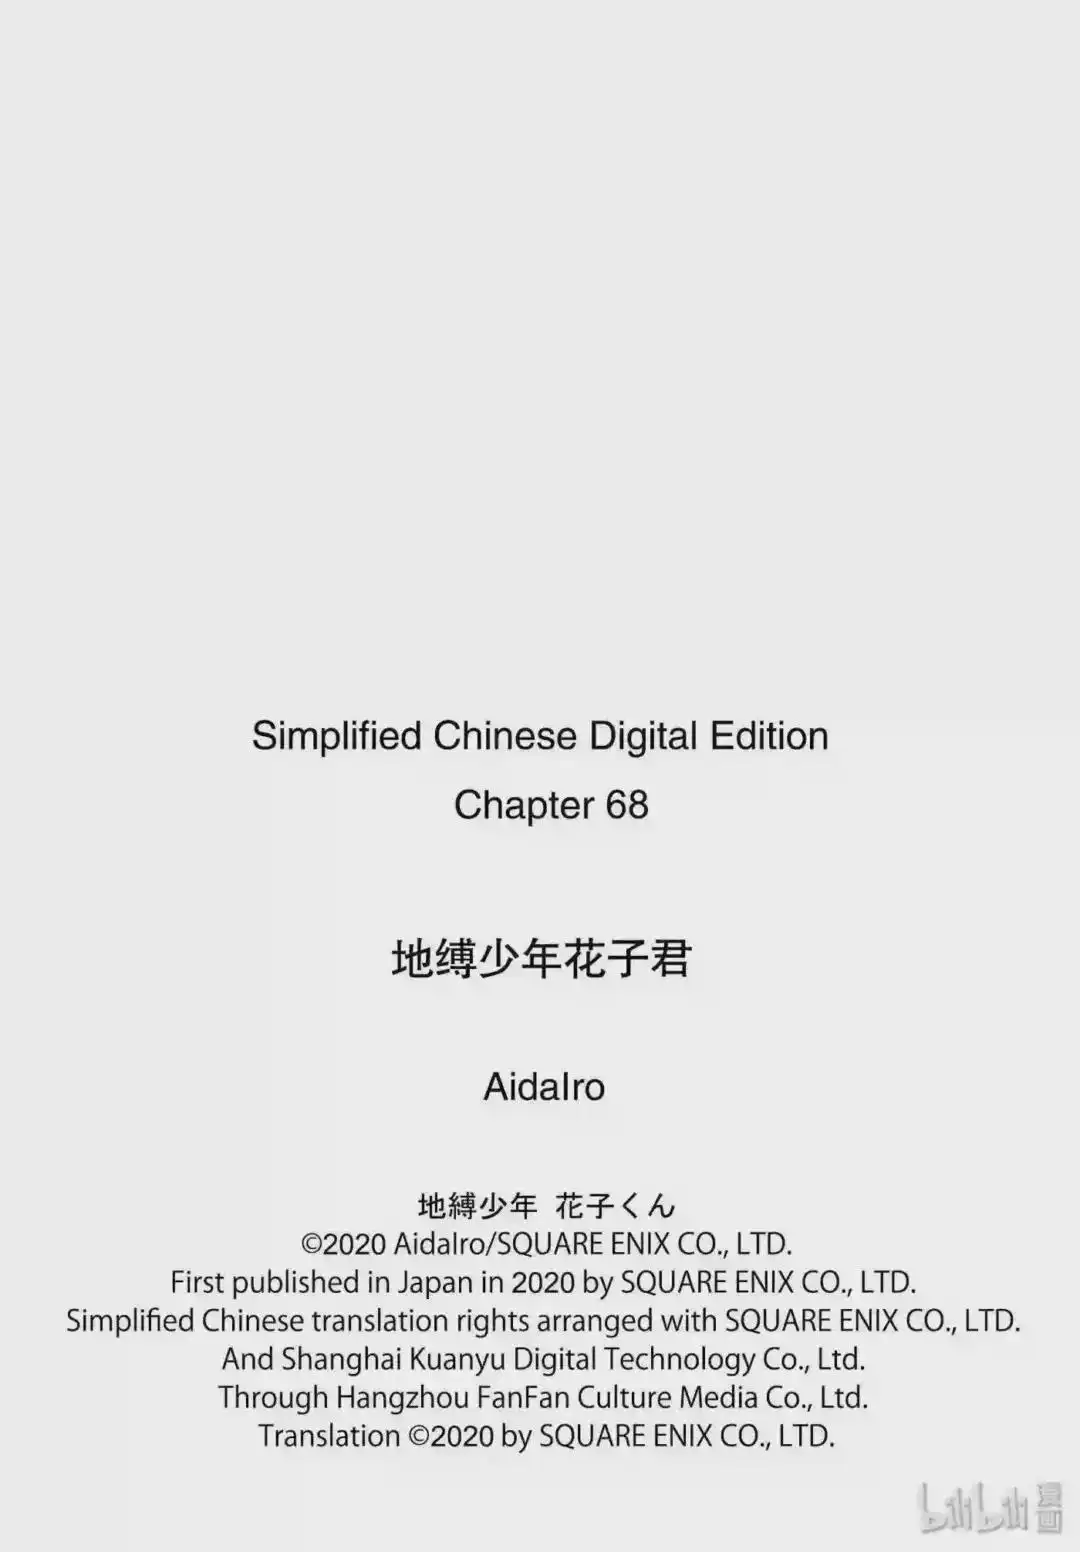 Simplified Chinese Digital Edition
Chapter 68
地缚少年花子君
AidaIro
地縛少年 花子くん
©2020 AidaIro/SQUARE ENIX CO., LTD.
First published in Japan in 2020 by SQUARE ENIX CO., LTD.
Simplified Chinese translation rights arranged with SQUARE ENIX CO., LTD.
And Shanghai Kuanyu Digital Technology Co., Ltd.
Through Hangzhou FanFan Culture Media Co., Ltd.
Translation ©2020 by SQUARE ENIX CO., LTD.
bilibili 漫画